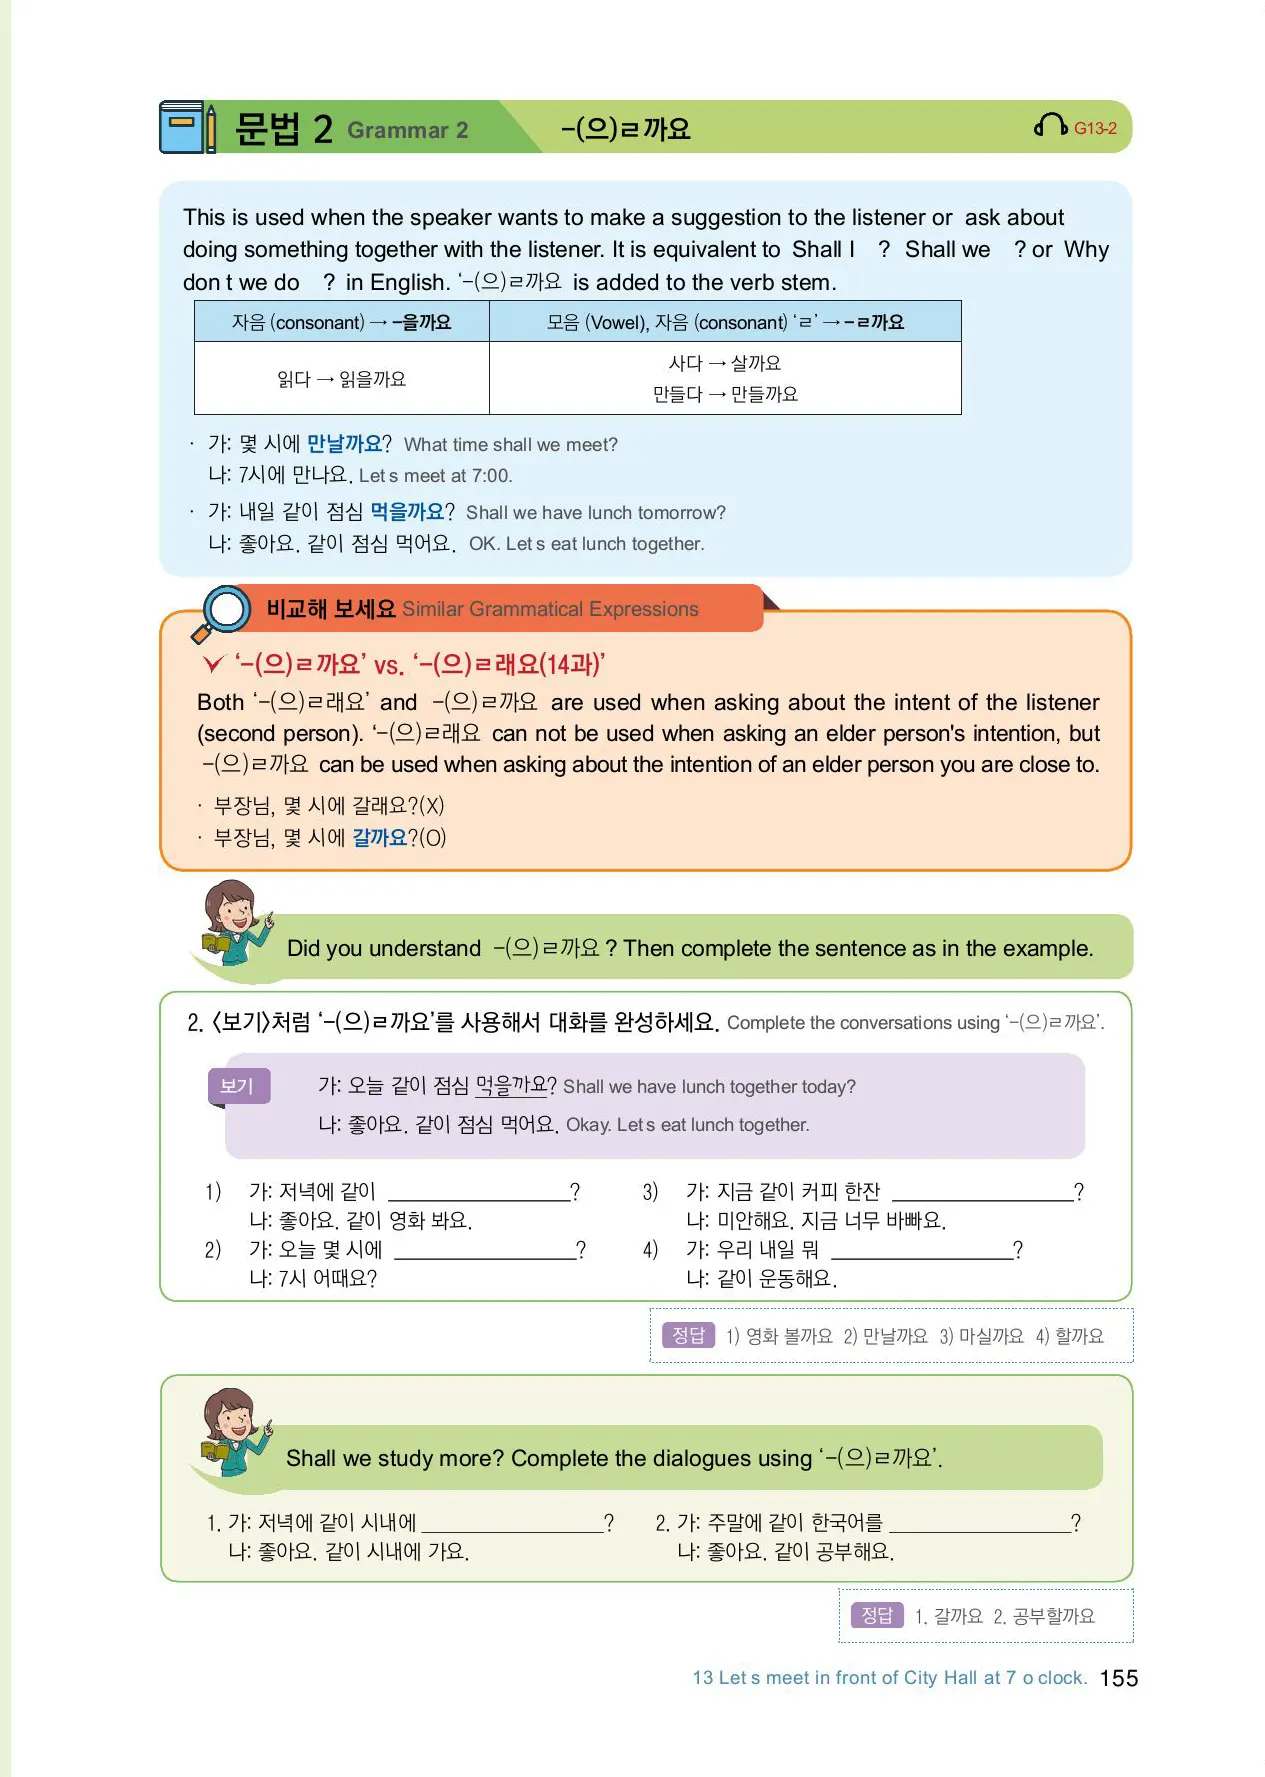 문법 2 Grammar 2 -(으)ㄹ까요 G13-2
This is used when the speaker wants to make a suggestion to the listener or ask about
doing something together with the listener. It is equivalent to Shall I ? Shall we ? or Why
don t we do ? in English. ‘-(으)ㄹ까요 is added to the verb stem.
자음 (consonant) → -을까요 모음 (Vowel), 자음 (consonant) ‘ㄹ’ → -ㄹ까요
읽다 → 읽을까요
사다 → 살까요
만들다 → 만들까요
· 가: 몇 시에 만날까요? What time shall we meet?
나: 7시에 만나요. Let s meet at 7:00.
· 가: 내일 같이 점심 먹을까요? Shall we have lunch tomorrow?
나: 좋아요. 같이 점심 먹어요. OK. Let s eat lunch together.
비교해 보세요 Similar Grammatical Expressions
‘-(으)ㄹ까요’ vs. ‘-(으)ㄹ래요(14과)’
Both ‘-(으)ㄹ래요’ and -(으)ㄹ까요 are used when asking about the intent of the listener
(second person). ‘-(으)ㄹ래요 can not be used when asking an elder person's intention, but
-(으)ㄹ까요 can be used when asking about the intention of an elder person you are close to.
· 부장님, 몇 시에 갈래요?(X)
· 부장님, 몇 시에 갈까요?(O)
Did you understand -(으)ㄹ까요 ? Then complete the sentence as in the example.
2. 〈보기〉처럼 ‘-(으)ㄹ까요’를 사용해서 대화를 완성하세요. Complete the conversations using ‘-(으)ㄹ까요’.
보기 가: 오늘 같이 점심 먹을까요? Shall we have lunch together today?
나: 좋아요. 같이 점심 먹어요. Okay. Let s eat lunch together.
1) 가: 저녁에 같이 ________________?
나: 좋아요. 같이 영화 봐요.
2) 가: 오늘 몇 시에 ________________?
나: 7시 어때요?
3) 가: 지금 같이 커피 한잔 ________________?
나: 미안해요. 지금 너무 바빠요.
4) 가: 우리 내일 뭐 ________________?
나: 같이 운동해요.
정답 1) 영화 볼까요 2) 만날까요 3) 마실까요 4) 할까요
Shall we study more? Complete the dialogues using ‘-(으)ㄹ까요’.
1. 가: 저녁에 같이 시내에 ________________?
나: 좋아요. 같이 시내에 가요.
2. 가: 주말에 같이 한국어를 ________________?
나: 좋아요. 같이 공부해요.
정답 1. 갈까요 2. 공부할까요
13 Let s meet in front of City Hall at 7 o clock. 155